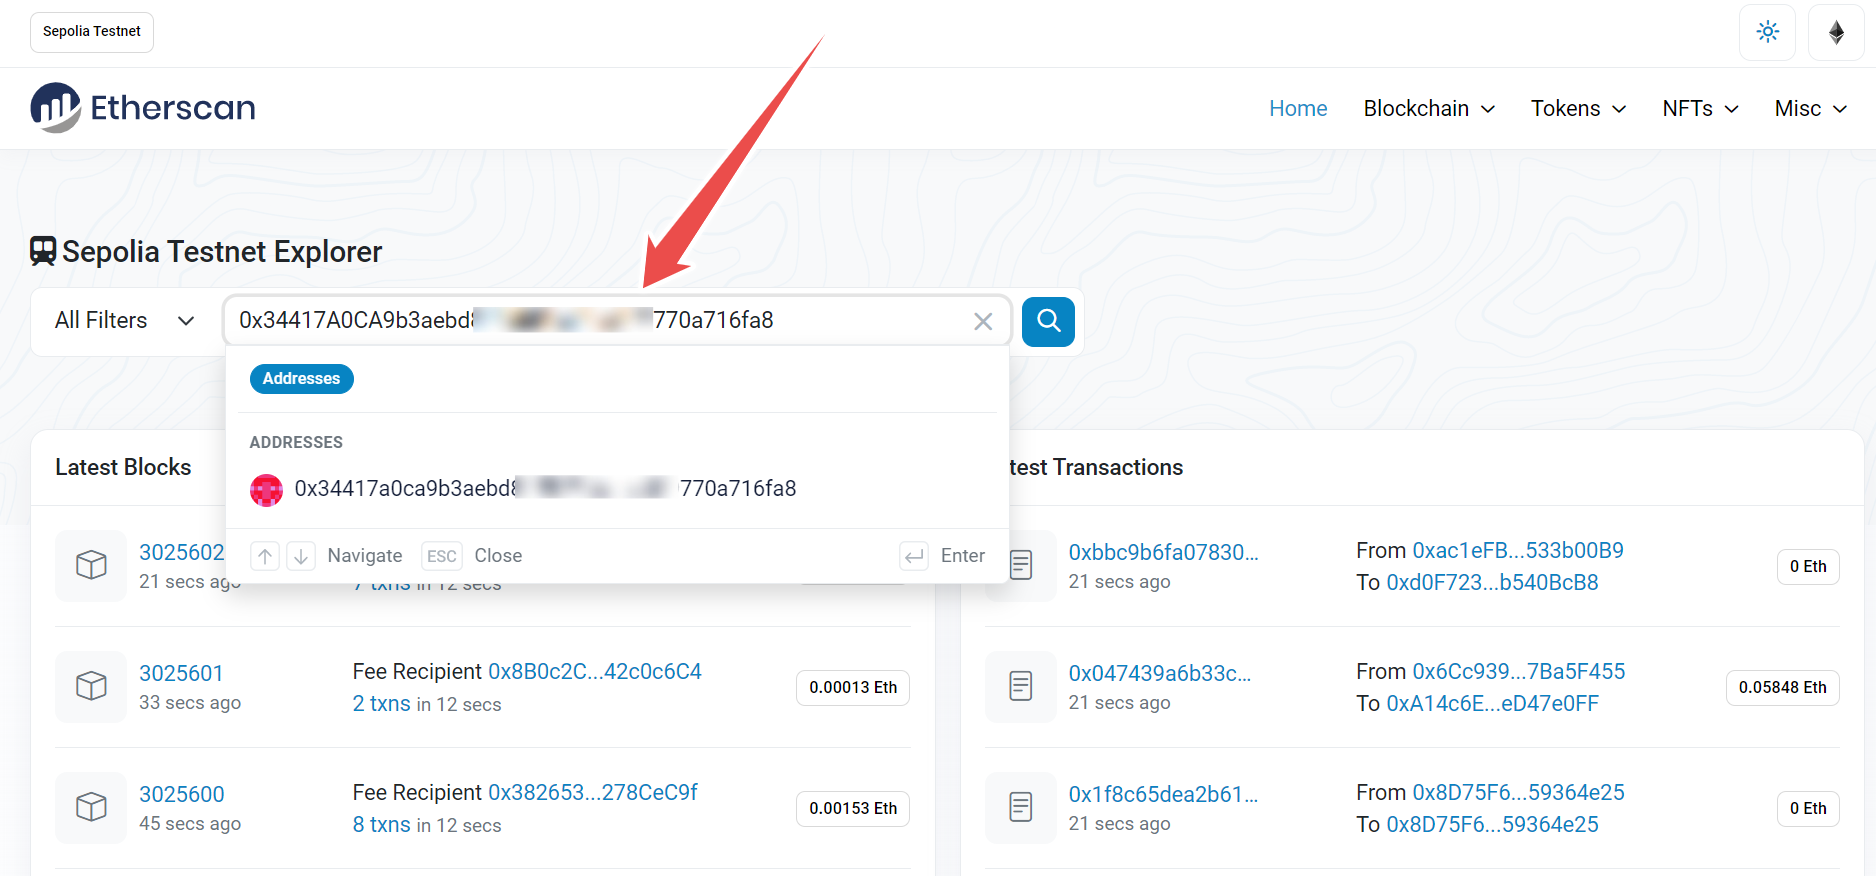 Sepolia Testnet
Etherscan
Home Blockchain Tokens NFTs Misc
Sepolia Testnet Explorer
All Filters 0x34417A0CA9b3aebd 770a716fa8
Addresses
ADDRESSES
0x34417a0ca9b3aebd 770a716fa8
Navigate ESC Close Enter
Latest Blocks
3025602
21 secs ago
7 txns in 12 secs
3025601
33 secs ago
Fee Recipient 0x8B0c2C...42c0c6C4
2 txns in 12 secs
0.00013 Eth
3025600
45 secs ago
Fee Recipient 0x382653...278CeC9f
8 txns in 12 secs
0.00153 Eth
test Transactions
0xbbc9b6fa07830...
21 secs ago
From 0xac1eFB...533b00B9
To 0xd0F723...b540BcB8
0 Eth
0x047439a6b33c...
21 secs ago
From 0x6Cc939...7Ba5F455
To 0xA14c6E...eD47e0FF
0.05848 Eth
0x1f8c65dea2b61...
21 secs ago
From 0x8D75F6...59364e25
To 0x8D75F6...59364e25
0 Eth